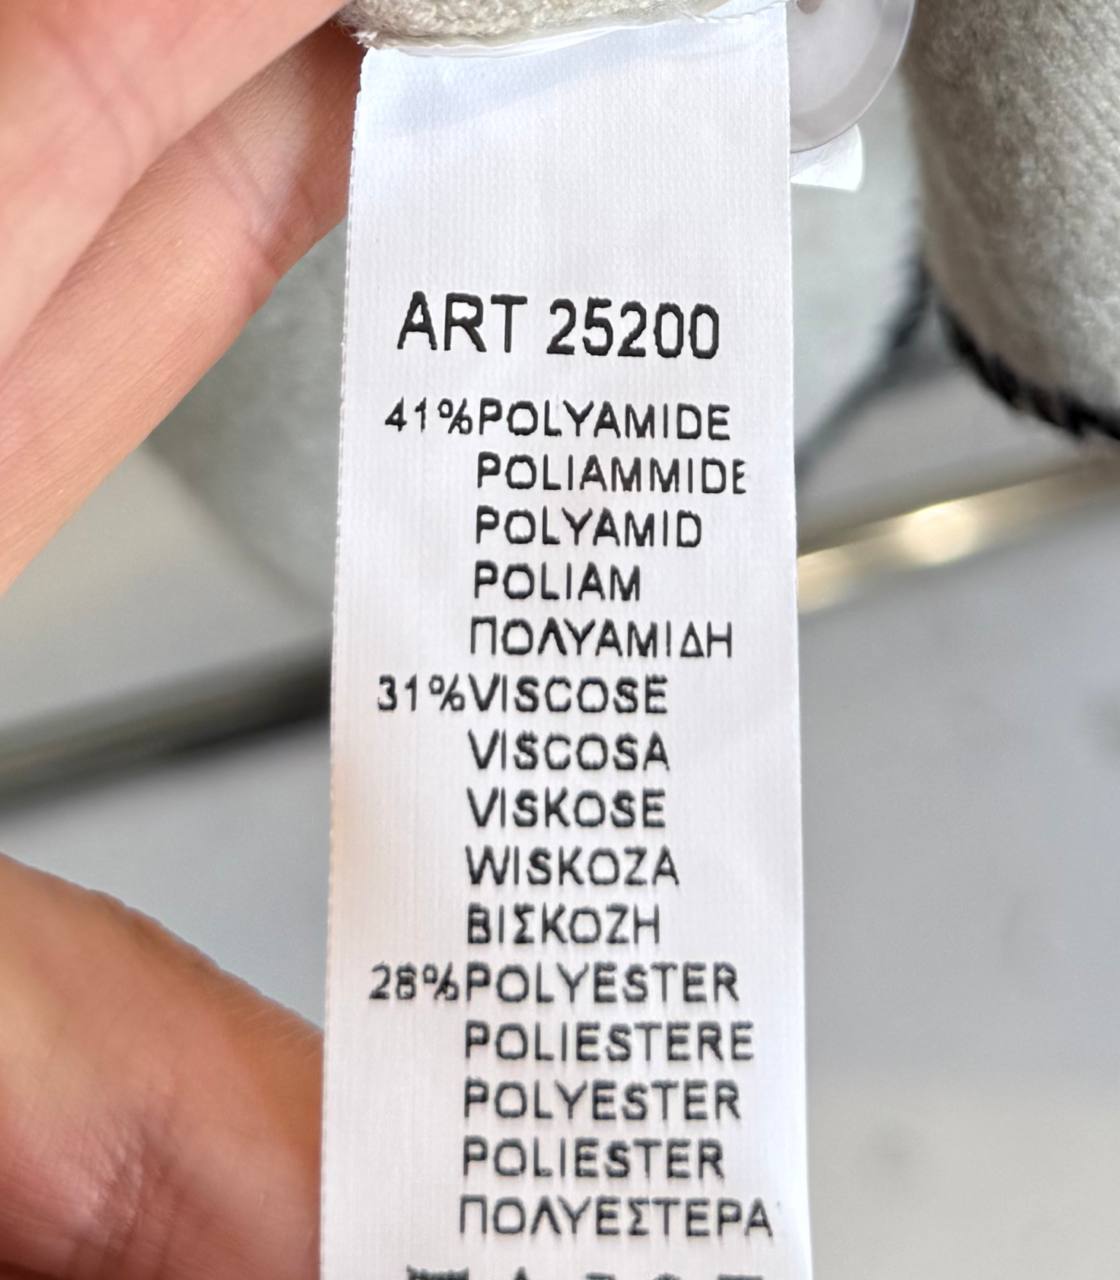 ART 25200
41%POLYAMIDE
POLIAMMIDE
POLYAMID
POLIAM
ΠΟΛΥΑΜΙΔΗ
31%VISCOSE
VISCOSA
VISKOSE
WISKOZA
ΒΙΣΚΟΖΗ
28%POLYESTER
POLIESTERE
POLYESTER
POLIESTER
ΠΟΛΥΕΣΤΕΡΑ